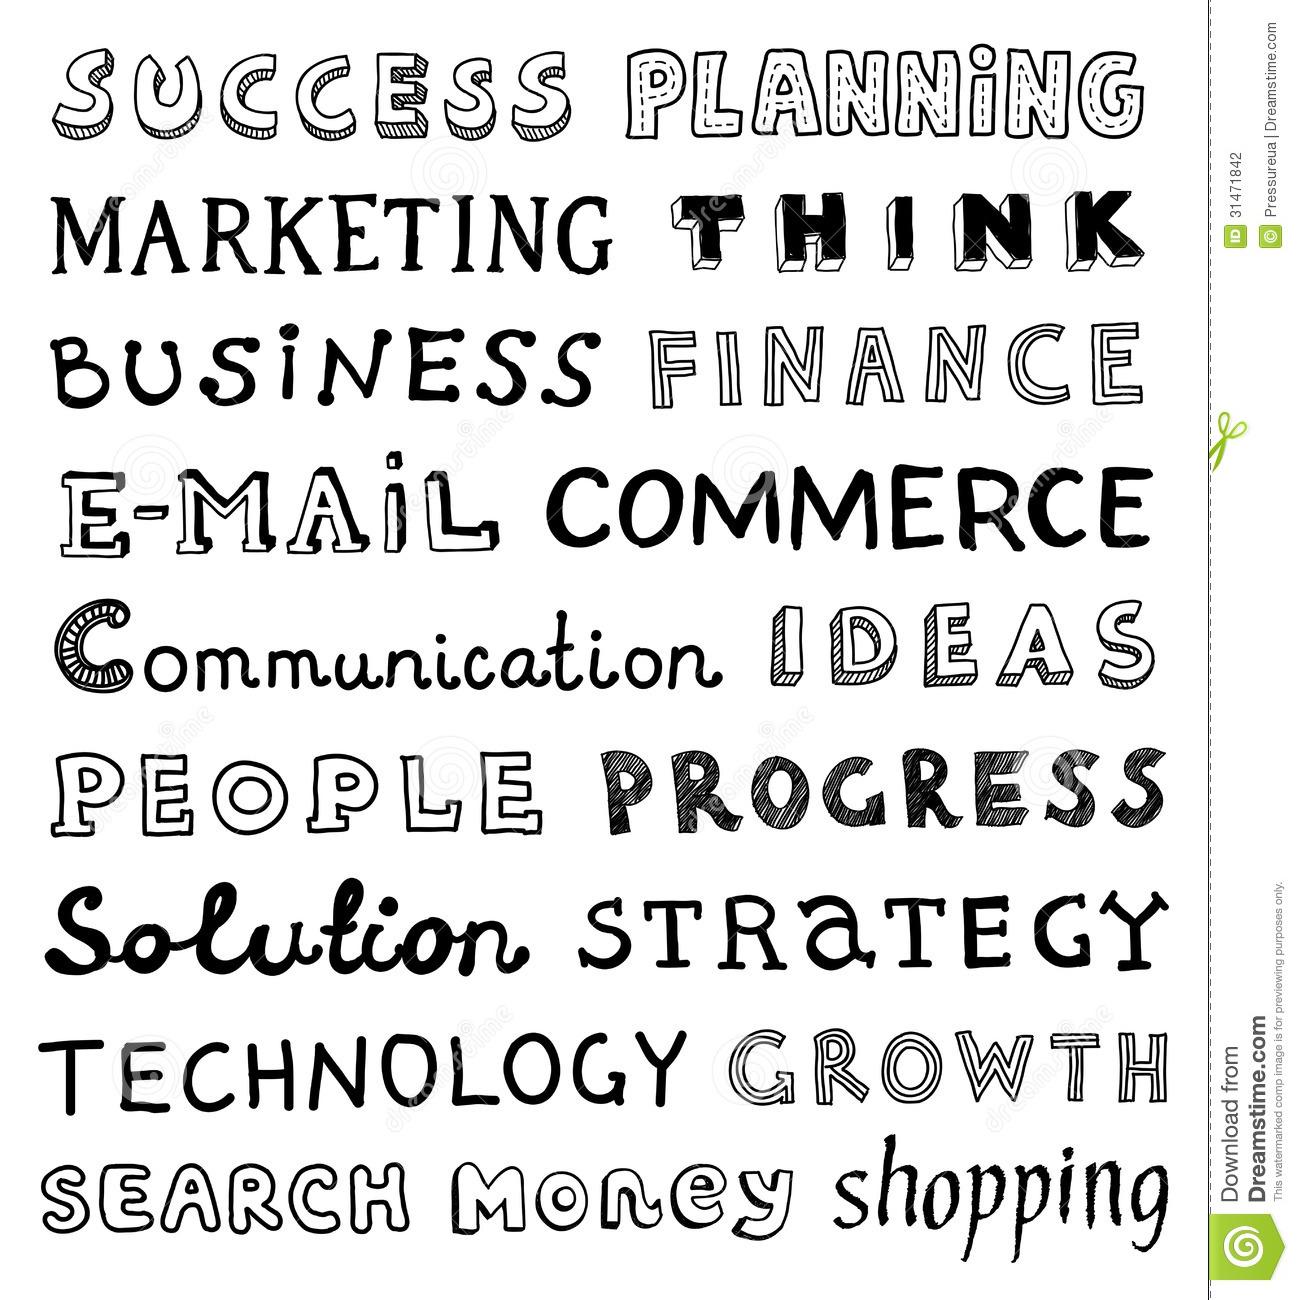 SUCCESS PLANNiNG
MARKETING THINK
BUSiNESS FINANCE
E-MAiL COMMERCE
Communication IDEAS
PEOPLE PROGRESS
Solution STRaTEGY
TECHNOLOGY GROWTH
SEARCH Money shopping
ID 31471842
© Pressureua | Dreamstime.com
Download from
Dreamstime.com
This watermarked comp image is for previewing purposes only.
dreamstime